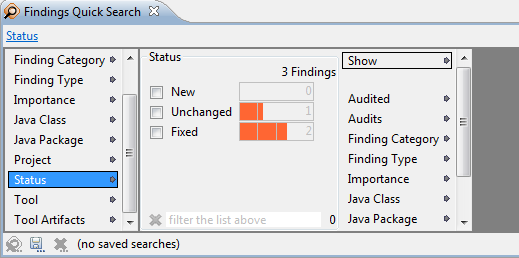 Findings Quick Search
Status
Finding Category
Finding Type
Importance
Java Class
Java Package
Project
Status
Tool
Tool Artifacts
Status
3 Findings
New 0
Unchanged 1
Fixed 2
filter the list above 0
Show
Audited
Audits
Finding Category
Finding Type
Importance
Java Class
Java Package
(no saved searches)